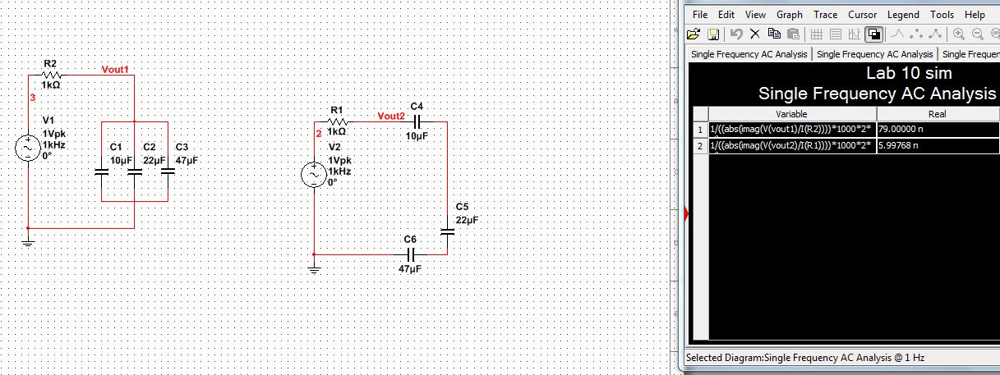 R2
Vout1
1kΩ
3
V1
1Vpk
1kHz
0°
C1
10µF
C2
22µF
C3
47µF
R1
2
1kΩ
Vout2
C4
10µF
V2
1Vpk
1kHz
0°
C5
22µF
C6
47µF
File Edit View Graph Trace Cursor Legend Tools Help
Single Frequency AC Analysis Single Frequency AC Analysis Single Frequen
Lab 10 sim
Single Frequency AC Analysis
Variable Real
1 1/((abs(imag(V(vout1)/I(R2))))*1000*2* 79.00000 n
2 1/((abs(imag(V(vout2)/I(R1))))*1000*2* 5.99768 n
Selected Diagram:Single Frequency AC Analysis @ 1 Hz